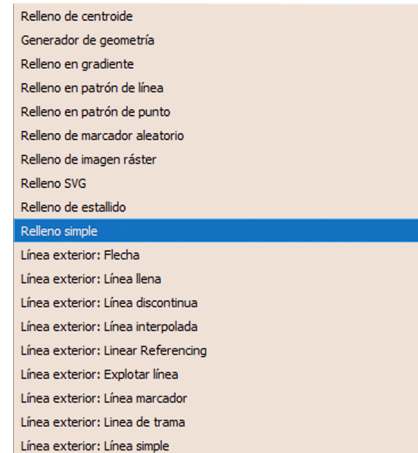 Relleno de centroide
Generador de geometría
Relleno en gradiente
Relleno en patrón de línea
Relleno en patrón de punto
Relleno de marcador aleatorio
Relleno de imagen ráster
Relleno SVG
Relleno de estallido
Relleno simple
Línea exterior: Flecha
Línea exterior: Línea llena
Línea exterior: Línea discontinua
Línea exterior: Línea interpolada
Línea exterior: Linear Referencing
Línea exterior: Explotar línea
Línea exterior: Línea marcador
Línea exterior: Linea de trama
Línea exterior: Línea simple